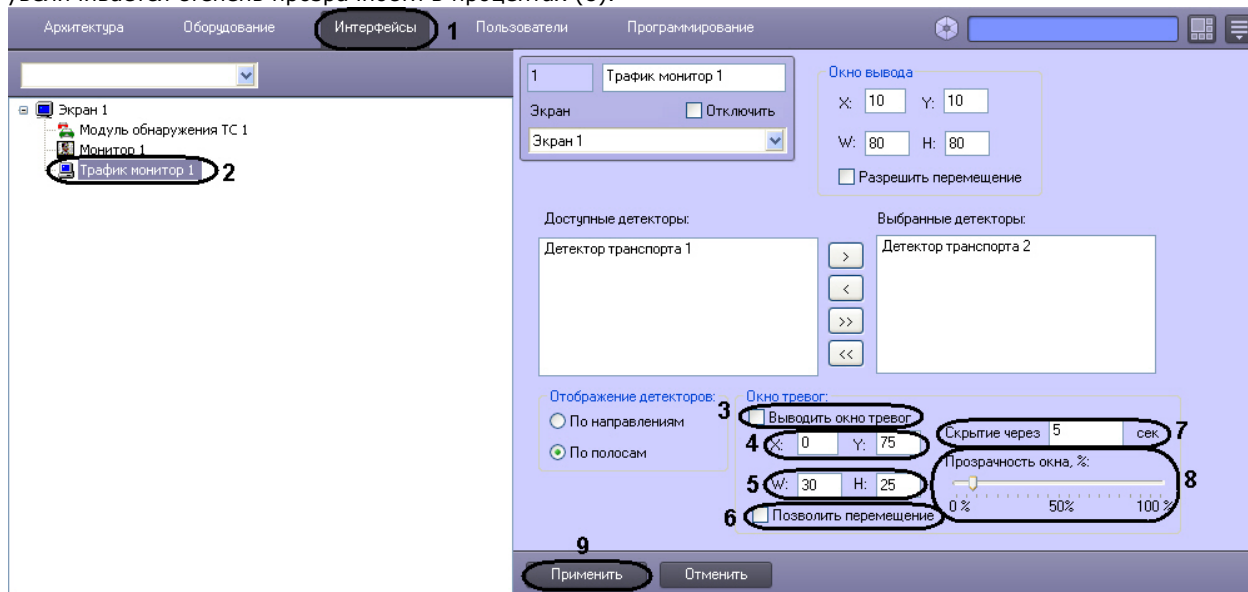 увеличивается степень прозрачности в процентах (8).
Архитектура Оборудование Интерфейсы 1 Пользователи Программирование
1 Трафик монитор 1
Экран Отключить
Экран 1
Окно вывода
X: 10 Y: 10
W: 80 H: 80
Разрешить перемещение
Экран 1
Модуль обнаружения ТС 1
Монитор 1
Трафик монитор 1 2
Доступные детекторы: Выбранные детекторы:
Детектор транспорта 1 Детектор транспорта 2
>
<
>>
<<
Отображение детекторов:
По направлениям
По полосам
Окно тревог:
3 Выводить окно тревог
4 X: 0 Y: 75
5 W: 30 H: 25
6 Позволить перемещение
Скрытие через 5 сек 7
Прозрачность окна, %:
8
0 % 50% 100 %
9
Применить Отменить